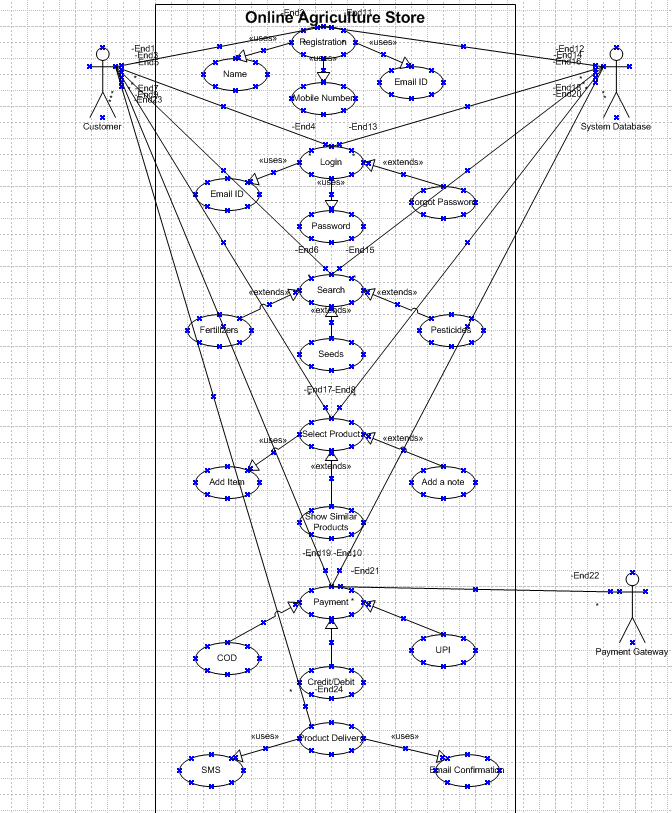 Online Agriculture Store
-End2
-End11
«uses»
Registration
«uses»
-End1
-End3
-End5
-End12
-End14
-End16
«uses»
Name
Email ID
Mobile Number
-End7
-End9
-End23
-End18
-End20
Customer
System Database
-End4
-End13
«uses»
Login
«extends»
«uses»
Email ID
Forgot Password
Password
-End6
-End15
Search
«extends»
«extends»
«extends»
Fertilizers
Pesticides
Seeds
-End17
-End8
Select Product
«uses»
«extends»
«extends»
Add Item
Add a note
Show Similar
Products
-End19
-End10
-End21
-End22
Payment
*
*
Payment Gateway
COD
UPI
Credit/Debit
-End24
*
Product Delivery
«uses»
«uses»
SMS
Email Confirmation